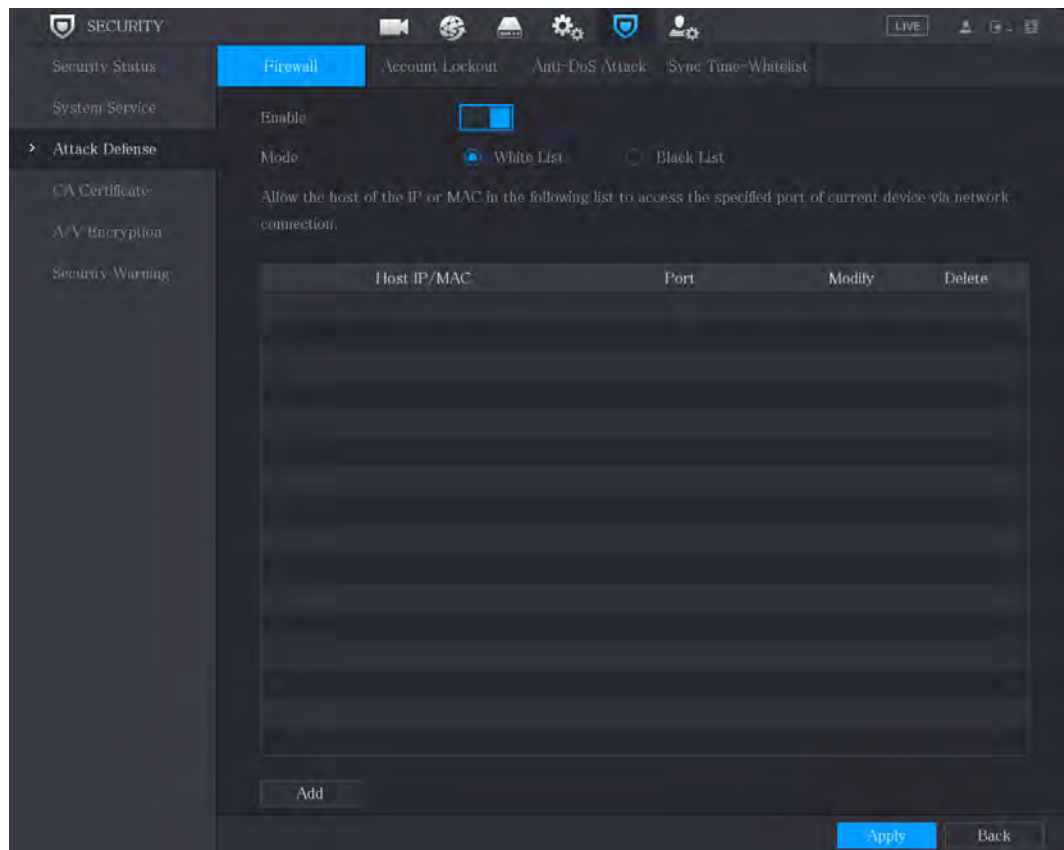 SECURITY
LIVE
Security Status
System Service
Attack Defense
CA Certificate
A/V Encryption
Security Warning
Firewall Account Lockout Anti-DoS Attack Sync Time-Whitelist
Enable
Mode White List Black List
Allow the host of the IP or MAC in the following list to access the specified port of current device via network
connection.
Host IP/MAC Port Modify Delete
Add
Apply Back